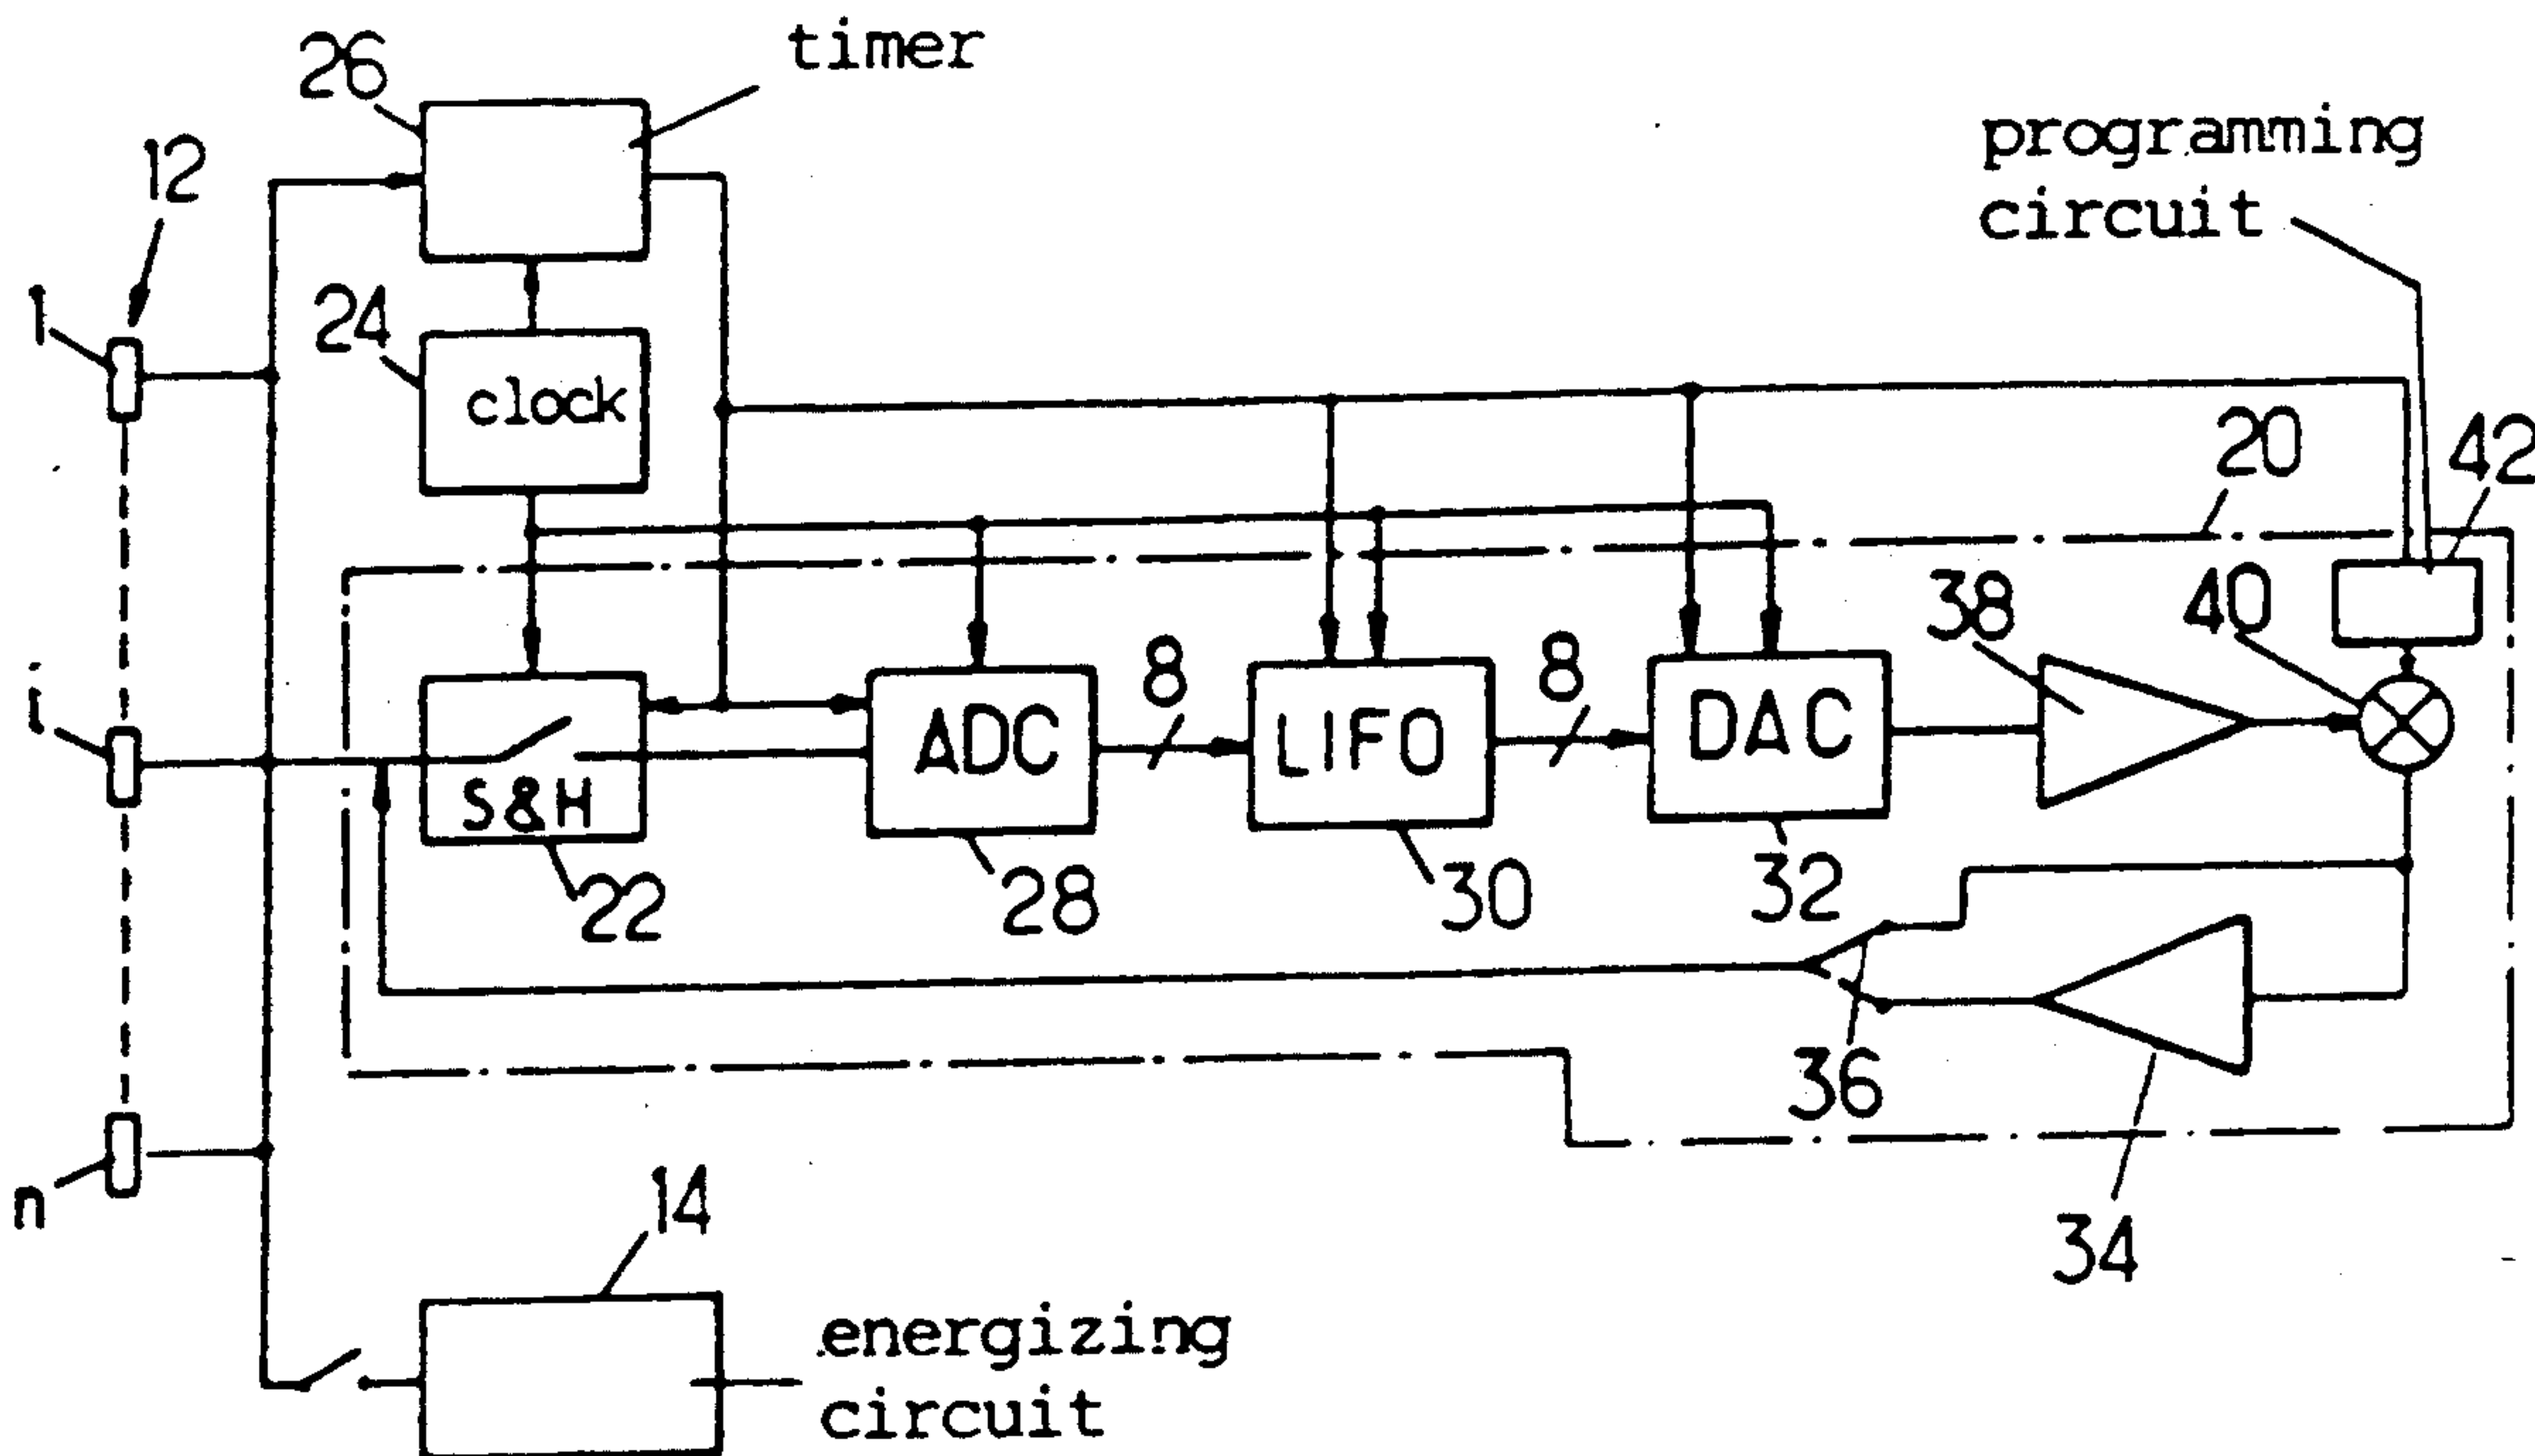 timer
26
programming
circuit
12
1
24
clock
20
42
40
38
8
8
i
ADC
LIFO
DAC
S&H
22
28
30
32
36
34
n
14
energizing
circuit